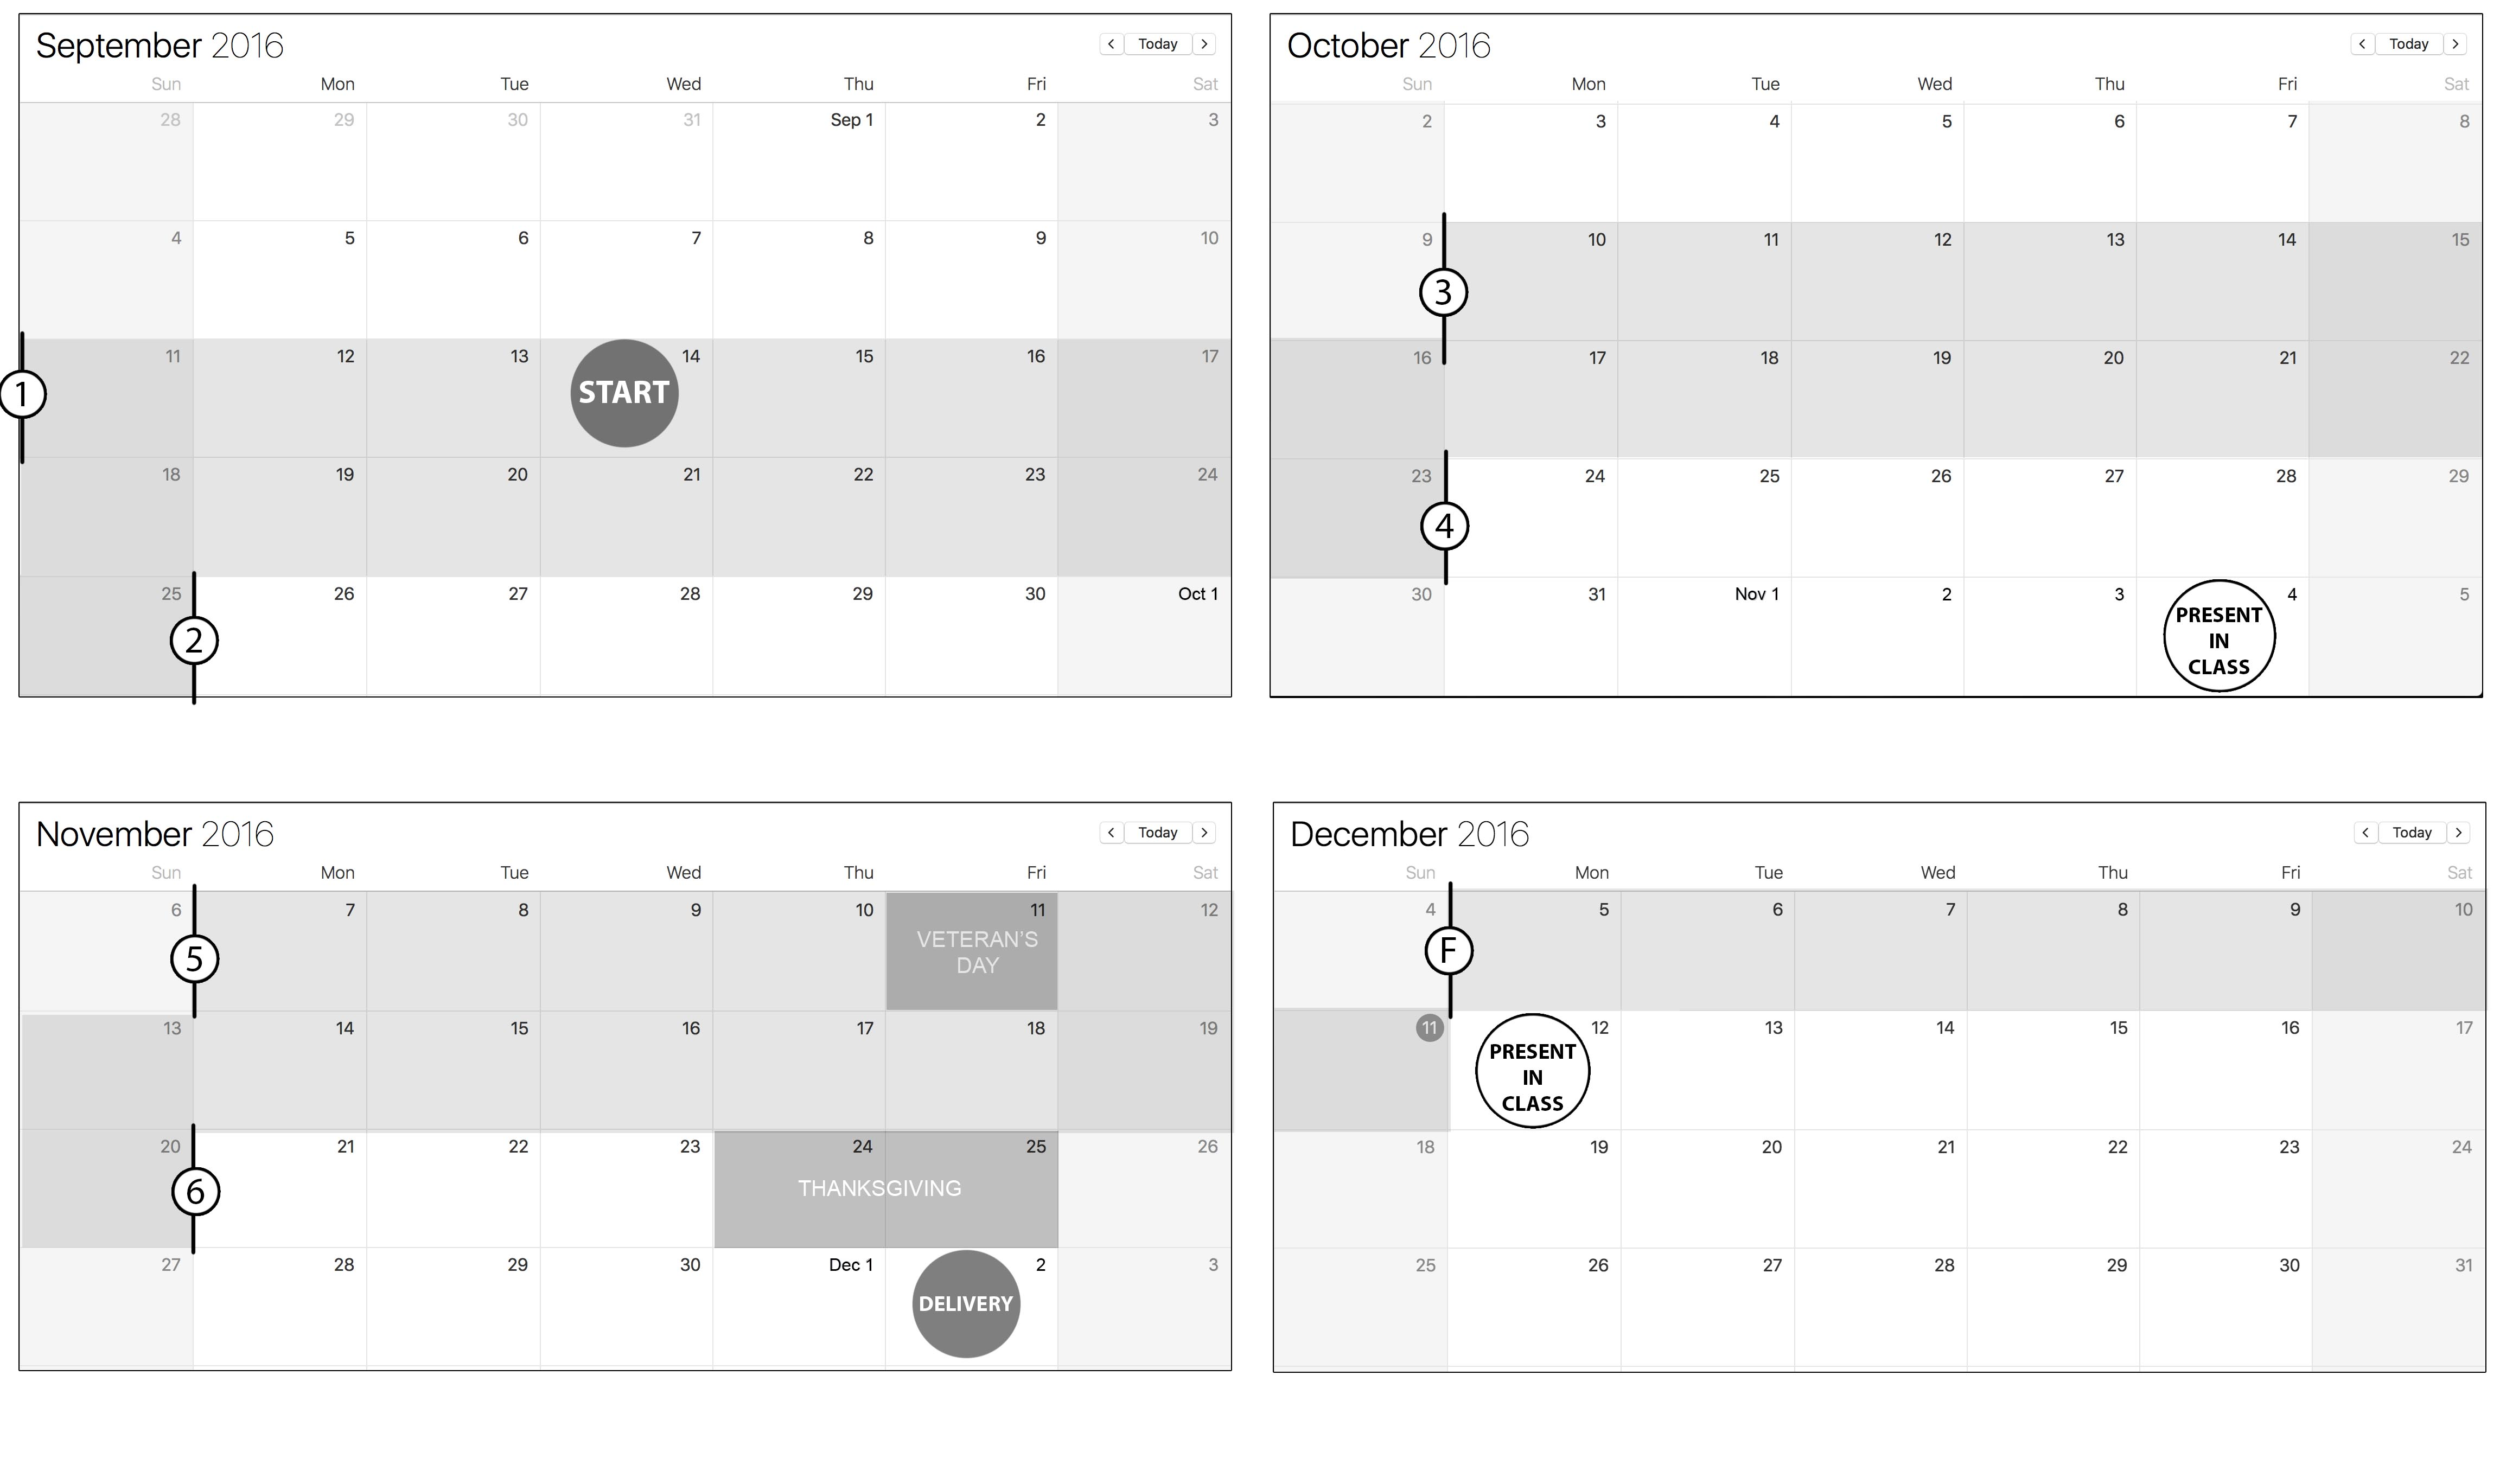 September 2016
< Today >
Sun Mon Tue Wed Thu Fri Sat
28 29 30 31 Sep 1 2 3
4 5 6 7 8 9 10
11 12 13 14 15 16 17
1
START
18 19 20 21 22 23 24
25 26 27 28 29 30 Oct 1
2
October 2016
< Today >
Sun Mon Tue Wed Thu Fri Sat
2 3 4 5 6 7 8
9 10 11 12 13 14 15
3
16 17 18 19 20 21 22
23 24 25 26 27 28 29
4
30 31 Nov 1 2 3 4 5
PRESENT
IN
CLASS
November 2016
< Today >
Sun Mon Tue Wed Thu Fri Sat
6 7 8 9 10 11 12
5
VETERAN'S
DAY
13 14 15 16 17 18 19
20 21 22 23 24 25 26
6
THANKSGIVING
27 28 29 30 Dec 1 2 3
DELIVERY
December 2016
< Today >
Sun Mon Tue Wed Thu Fri Sat
4 5 6 7 8 9 10
F
11 12 13 14 15 16 17
PRESENT
IN
CLASS
18 19 20 21 22 23 24
25 26 27 28 29 30 31